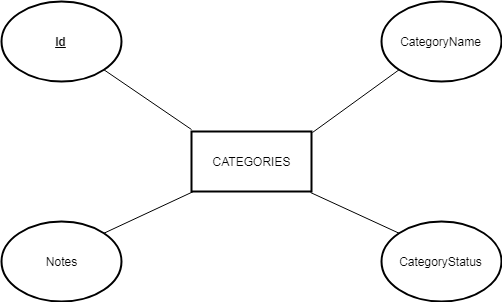 Id
CategoryName
CATEGORIES
Notes
CategoryStatus